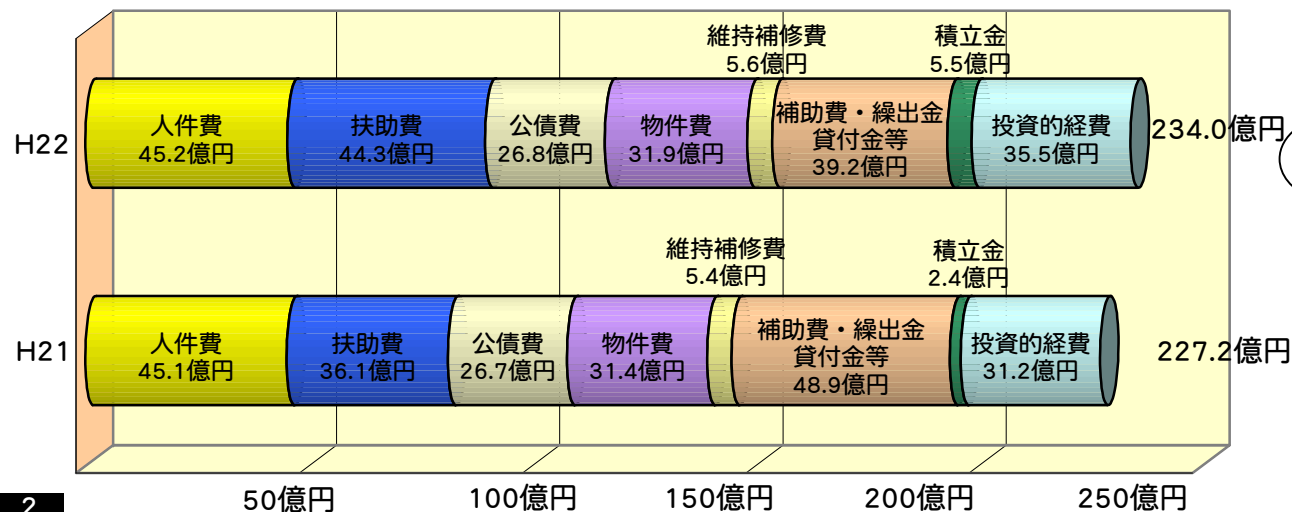 維持補修費
5.6億円
積立金
5.5億円
H22
人件費
45.2億円
扶助費
44.3億円
公債費
26.8億円
物件費
31.9億円
補助費・繰出金
貸付金等
39.2億円
投資的経費
35.5億円
234.0億円
維持補修費
5.4億円
積立金
2.4億円
H21
人件費
45.1億円
扶助費
36.1億円
公債費
26.7億円
物件費
31.4億円
補助費・繰出金
貸付金等
48.9億円
投資的経費
31.2億円
227.2億円
50億円
100億円
150億円
200億円
250億円
2